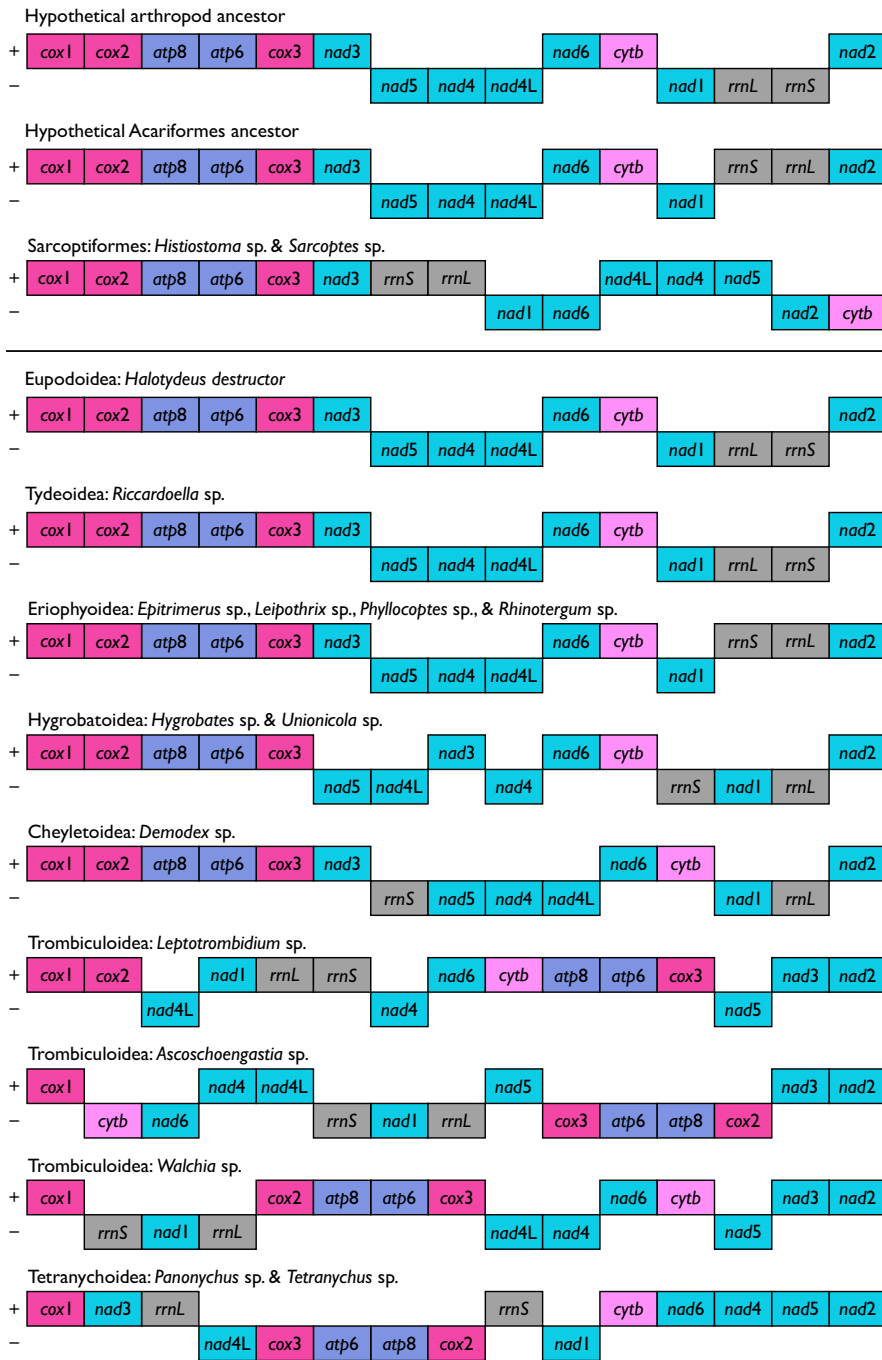 Hypothetical arthropod ancestor
+ cox1 cox2 atp8 atp6 cox3 nad3 nad6 cytb nad2
− nad5 nad4 nad4L nad1 rrnL rrnS
Hypothetical Acariformes ancestor
+ cox1 cox2 atp8 atp6 cox3 nad3 nad6 cytb rrnS rrnL nad2
− nad5 nad4 nad4L nad1
Sarcoptiformes: Histiostoma sp. & Sarcoptes sp.
+ cox1 cox2 atp8 atp6 cox3 nad3 rrnS rrnL nad4L nad4 nad5
− nad1 nad6 nad2 cytb
Eupodoidea: Halotydeus destructor
+ cox1 cox2 atp8 atp6 cox3 nad3 nad6 cytb nad2
− nad5 nad4 nad4L nad1 rrnL rrnS
Tydeoidea: Riccardoella sp.
+ cox1 cox2 atp8 atp6 cox3 nad3 nad6 cytb nad2
− nad5 nad4 nad4L nad1 rrnL rrnS
Eriophyoidea: Epitrimerus sp., Leipothrix sp., Phyllocoptes sp., & Rhinotergum sp.
+ cox1 cox2 atp8 atp6 cox3 nad3 nad6 cytb rrnS rrnL nad2
− nad5 nad4 nad4L nad1
Hygrobatoidea: Hygrobates sp. & Unionicola sp.
+ cox1 cox2 atp8 atp6 cox3 nad3 nad6 cytb nad2
− nad5 nad4L nad4 rrnS nad1 rrnL
Cheyletoidea: Demodex sp.
+ cox1 cox2 atp8 atp6 cox3 nad3 nad6 cytb nad2
− rrnS nad5 nad4 nad4L nad1 rrnL
Trombiculoidea: Leptotrombidium sp.
+ cox1 cox2 nad1 rrnL rrnS nad6 cytb atp8 atp6 cox3 nad3 nad2
− nad4L nad4 nad5
Trombiculoidea: Ascoschoengastia sp.
+ cox1 nad4 nad4L nad5 nad3 nad2
− cytb nad6 rrnS nad1 rrnL cox3 atp6 atp8 cox2
Trombiculoidea: Walchia sp.
+ cox1 cox2 atp8 atp6 cox3 nad6 cytb nad3 nad2
− rrnS nad1 rrnL nad4L nad4 nad5
Tetranychoidea: Panonychus sp. & Tetranychus sp.
+ cox1 nad3 rrnL rrnS cytb nad6 nad4 nad5 nad2
− nad4L cox3 atp6 atp8 cox2 nad1